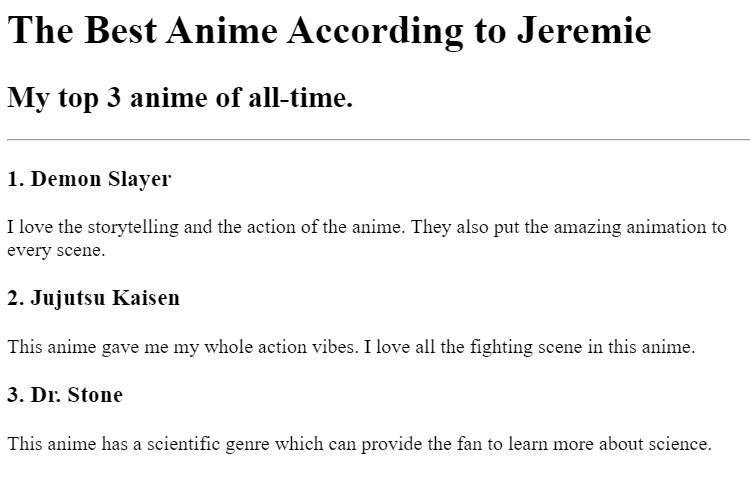 The Best Anime According to Jeremie
My top 3 anime of all-time.
1. Demon Slayer
I love the storytelling and the action of the anime. They also put the amazing animation to
every scene.
2. Jujutsu Kaisen
This anime gave me my whole action vibes. I love all the fighting scene in this anime.
3. Dr. Stone
This anime has a scientific genre which can provide the fan to learn more about science.